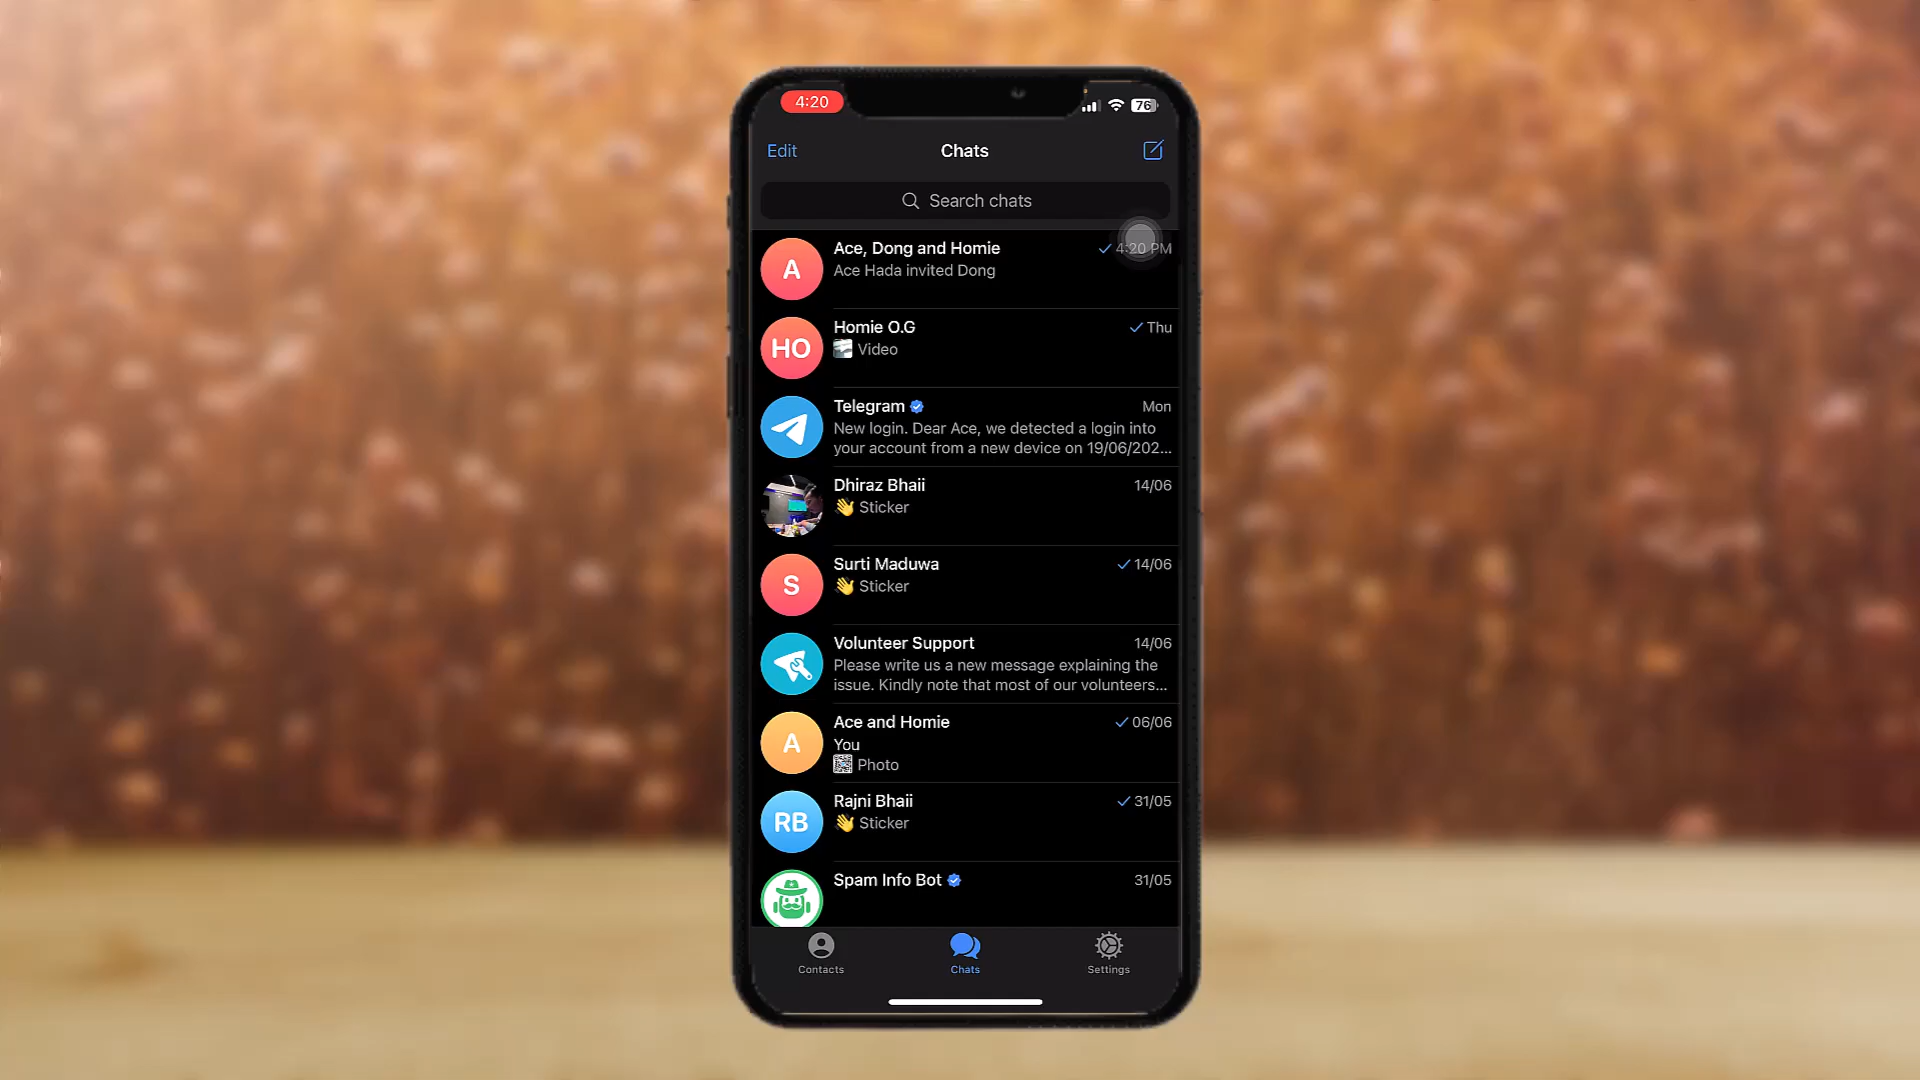 4:20
76
Edit
Chats
Search chats
Ace, Dong and Homie
4:20 PM
Ace Hada invited Dong
HO
Homie O.G
Thu
Video
Telegram
Mon
New login. Dear Ace, we detected a login into
your account from a new device on 19/06/202...
Dhiraz Bhaii
14/06
Sticker
S
Surti Maduwa
14/06
Sticker
Volunteer Support
14/06
Please write us a new message explaining the
issue. Kindly note that most of our volunteers...
A
Ace and Homie
06/06
You
Photo
RB
Rajni Bhaii
31/05
Sticker
Spam Info Bot
31/05
Contacts
Chats
Settings
A